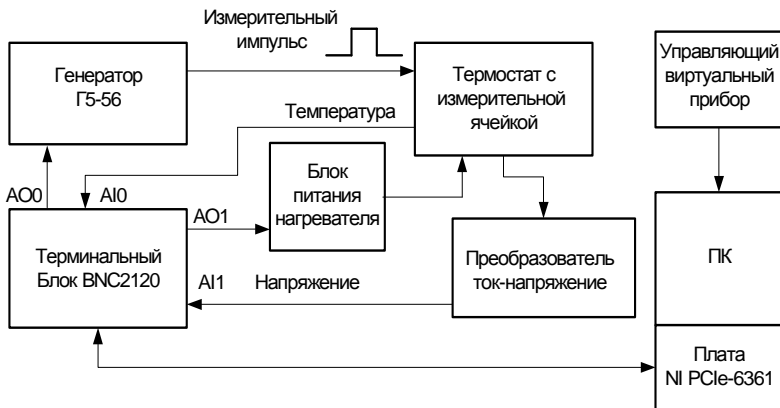 Измерительный
импульс
Генератор
Г5-56
Термостат с
измерительной
ячейкой
Управляющий
виртуальный
прибор
Температура
Блок
питания
нагревателя
AO0
AI0
AO1
Терминальный
Блок BNC2120
AI1
Напряжение
Преобразователь
ток-напряжение
ПК
Плата
NI PCIe-6361